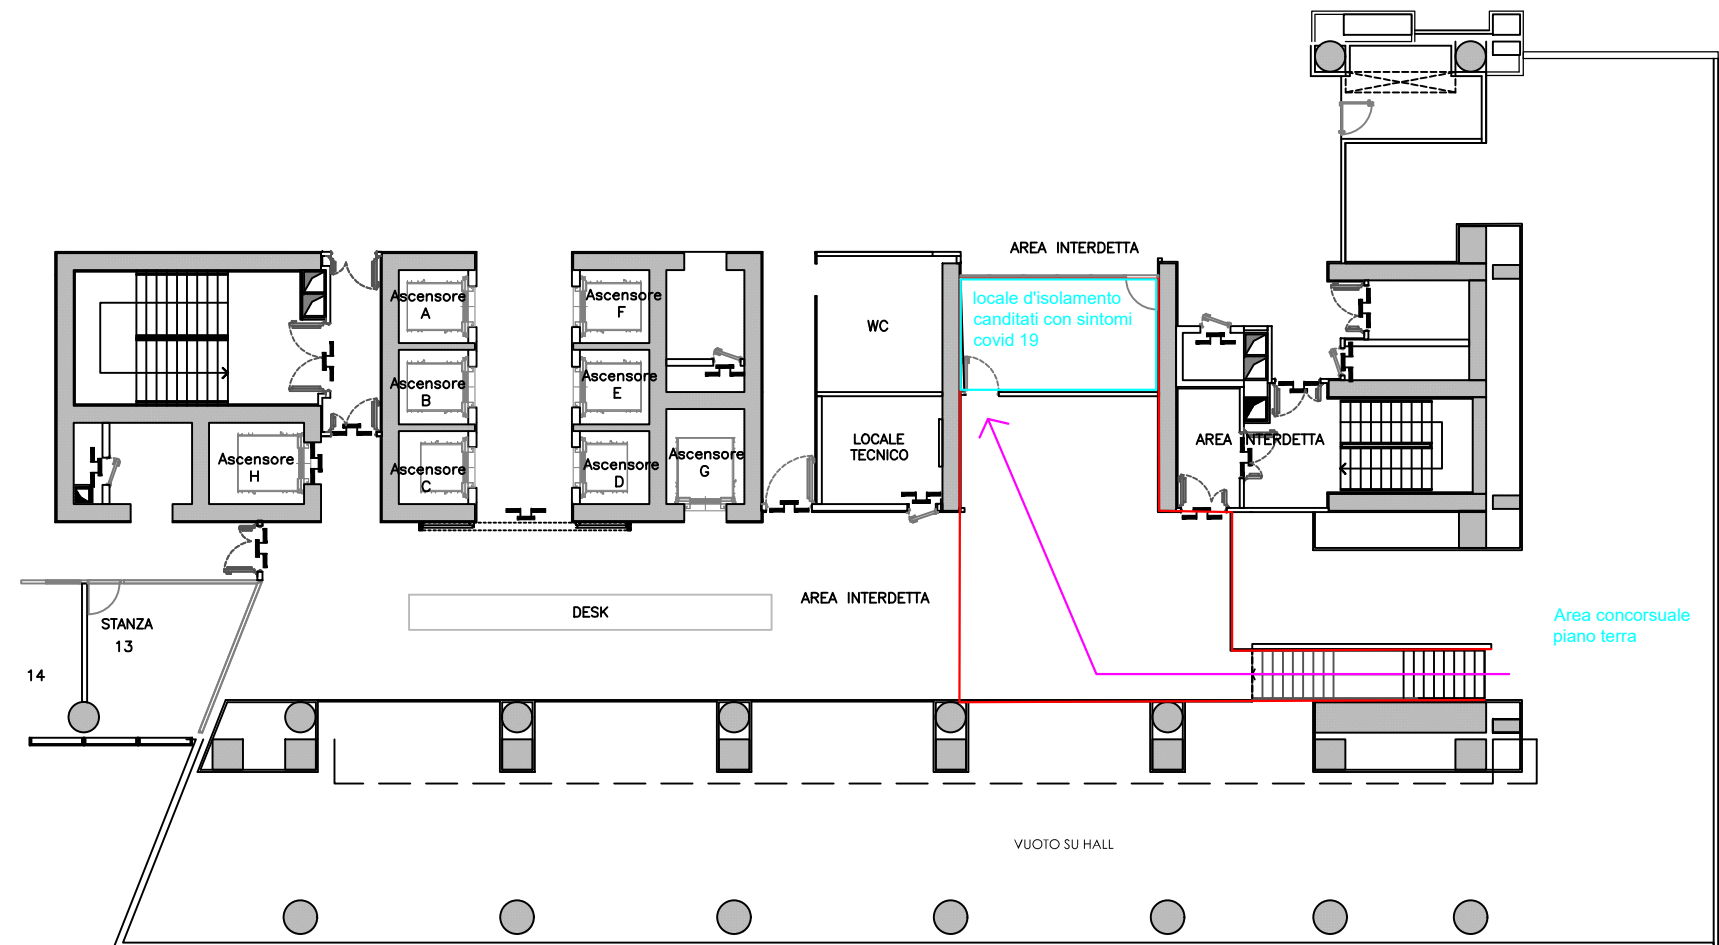 AREA INTERDETTA
Ascensore
A
Ascensore
F
locale d'isolamento
canditati con sintomi
covid 19
WC
Ascensore
B
Ascensore
E
AREA INTERDETTA
LOCALE
TECNICO
Ascensore
H
Ascensore
C
Ascensore
D
Ascensore
G
AREA INTERDETTA
DESK
STANZA
13
14
Area concorsuale
piano terra
VUOTO SU HALL